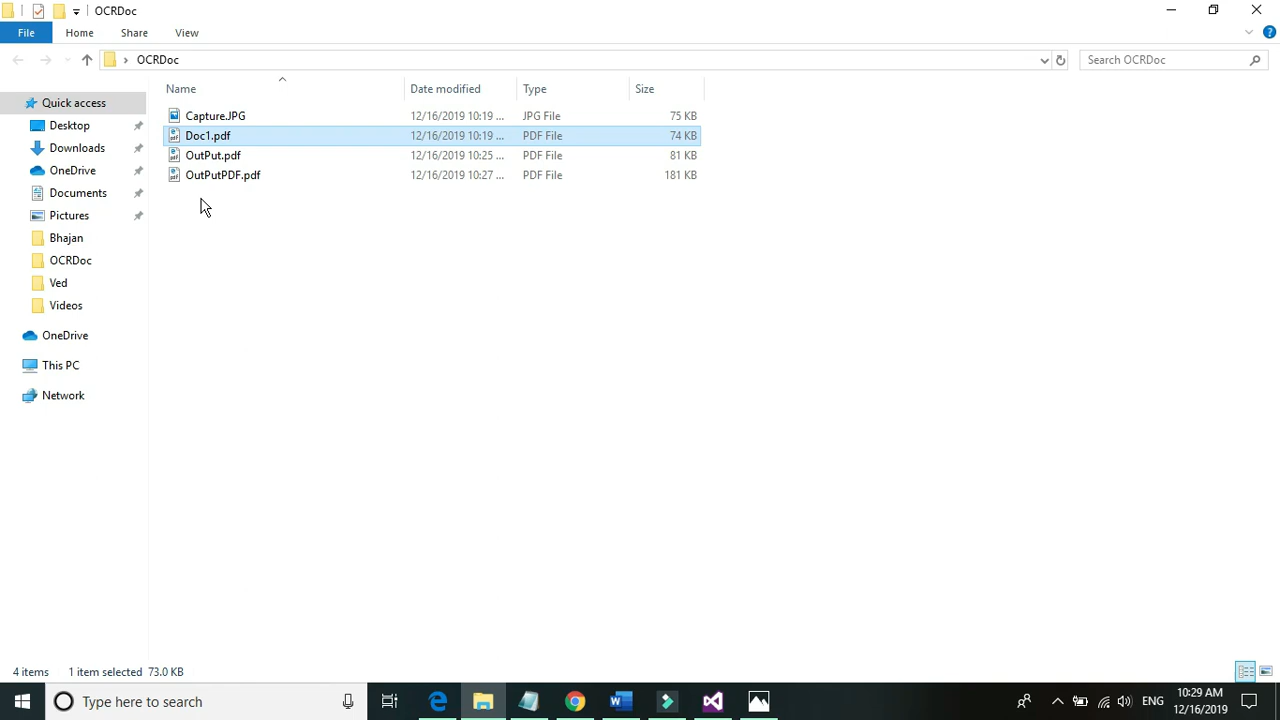 OCRDoc
File Home Share View
OCRDoc
Search OCRDoc
Name Date modified Type Size
Quick access
Desktop
Downloads
OneDrive
Documents
Pictures
Bhajan
OCRDoc
Ved
Videos
OneDrive
This PC
Network
Capture.JPG 12/16/2019 10:19 ... JPG File 75 KB
Doc1.pdf 12/16/2019 10:19 ... PDF File 74 KB
OutPut.pdf 12/16/2019 10:25 ... PDF File 81 KB
OutPutPDF.pdf 12/16/2019 10:27 ... PDF File 181 KB
4 items 1 item selected 73.0 KB
Type here to search
ENG
10:29 AM
12/16/2019